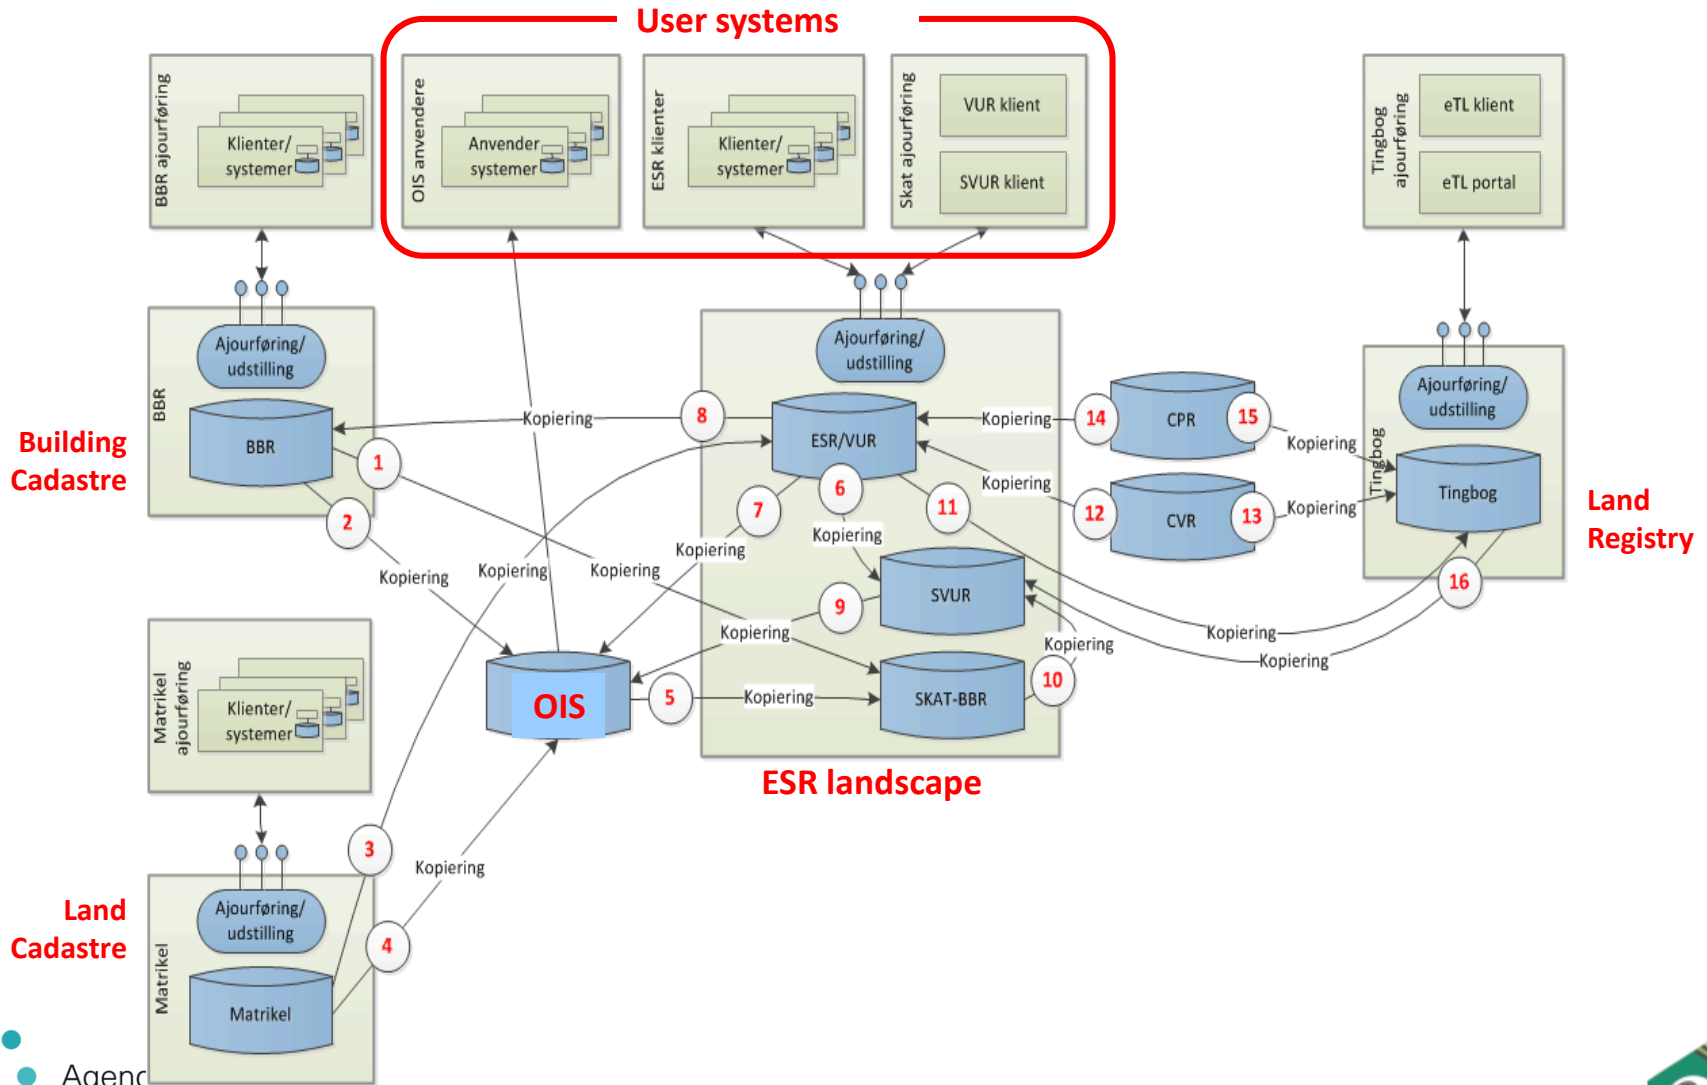 User systems
BBR ajourføring
Klienter/
systemer
OIS anvendere
Anvender
systemer
ESR klienter
Klienter/
systemer
Skat ajourføring
VUR klient
SVUR klient
Tingbog
ajourføring
eTL klient
eTL portal
BBR
Ajourføring/
udstilling
BBR
Building
Cadastre
Ajourføring/
udstilling
ESR/VUR
SVUR
SKAT-BBR
ESR landscape
CPR
CVR
Tingbog
Ajourføring/
udstilling
Tingbog
Land
Registry
Kopiering
8
Kopiering
14
15
Kopiering
1
2
7
6
11
Kopiering
12
13
Kopiering
Kopiering
Kopiering
Kopiering
Kopiering
Kopiering
16
9
Kopiering
Kopiering
Kopiering
Kopiering
10
OIS
5
Kopiering
Matrikel
ajourføring
Klienter/
systemer
3
Kopiering
4
Land
Cadastre
Matrikel
Ajourføring/
udstilling
Matrikel
Agend